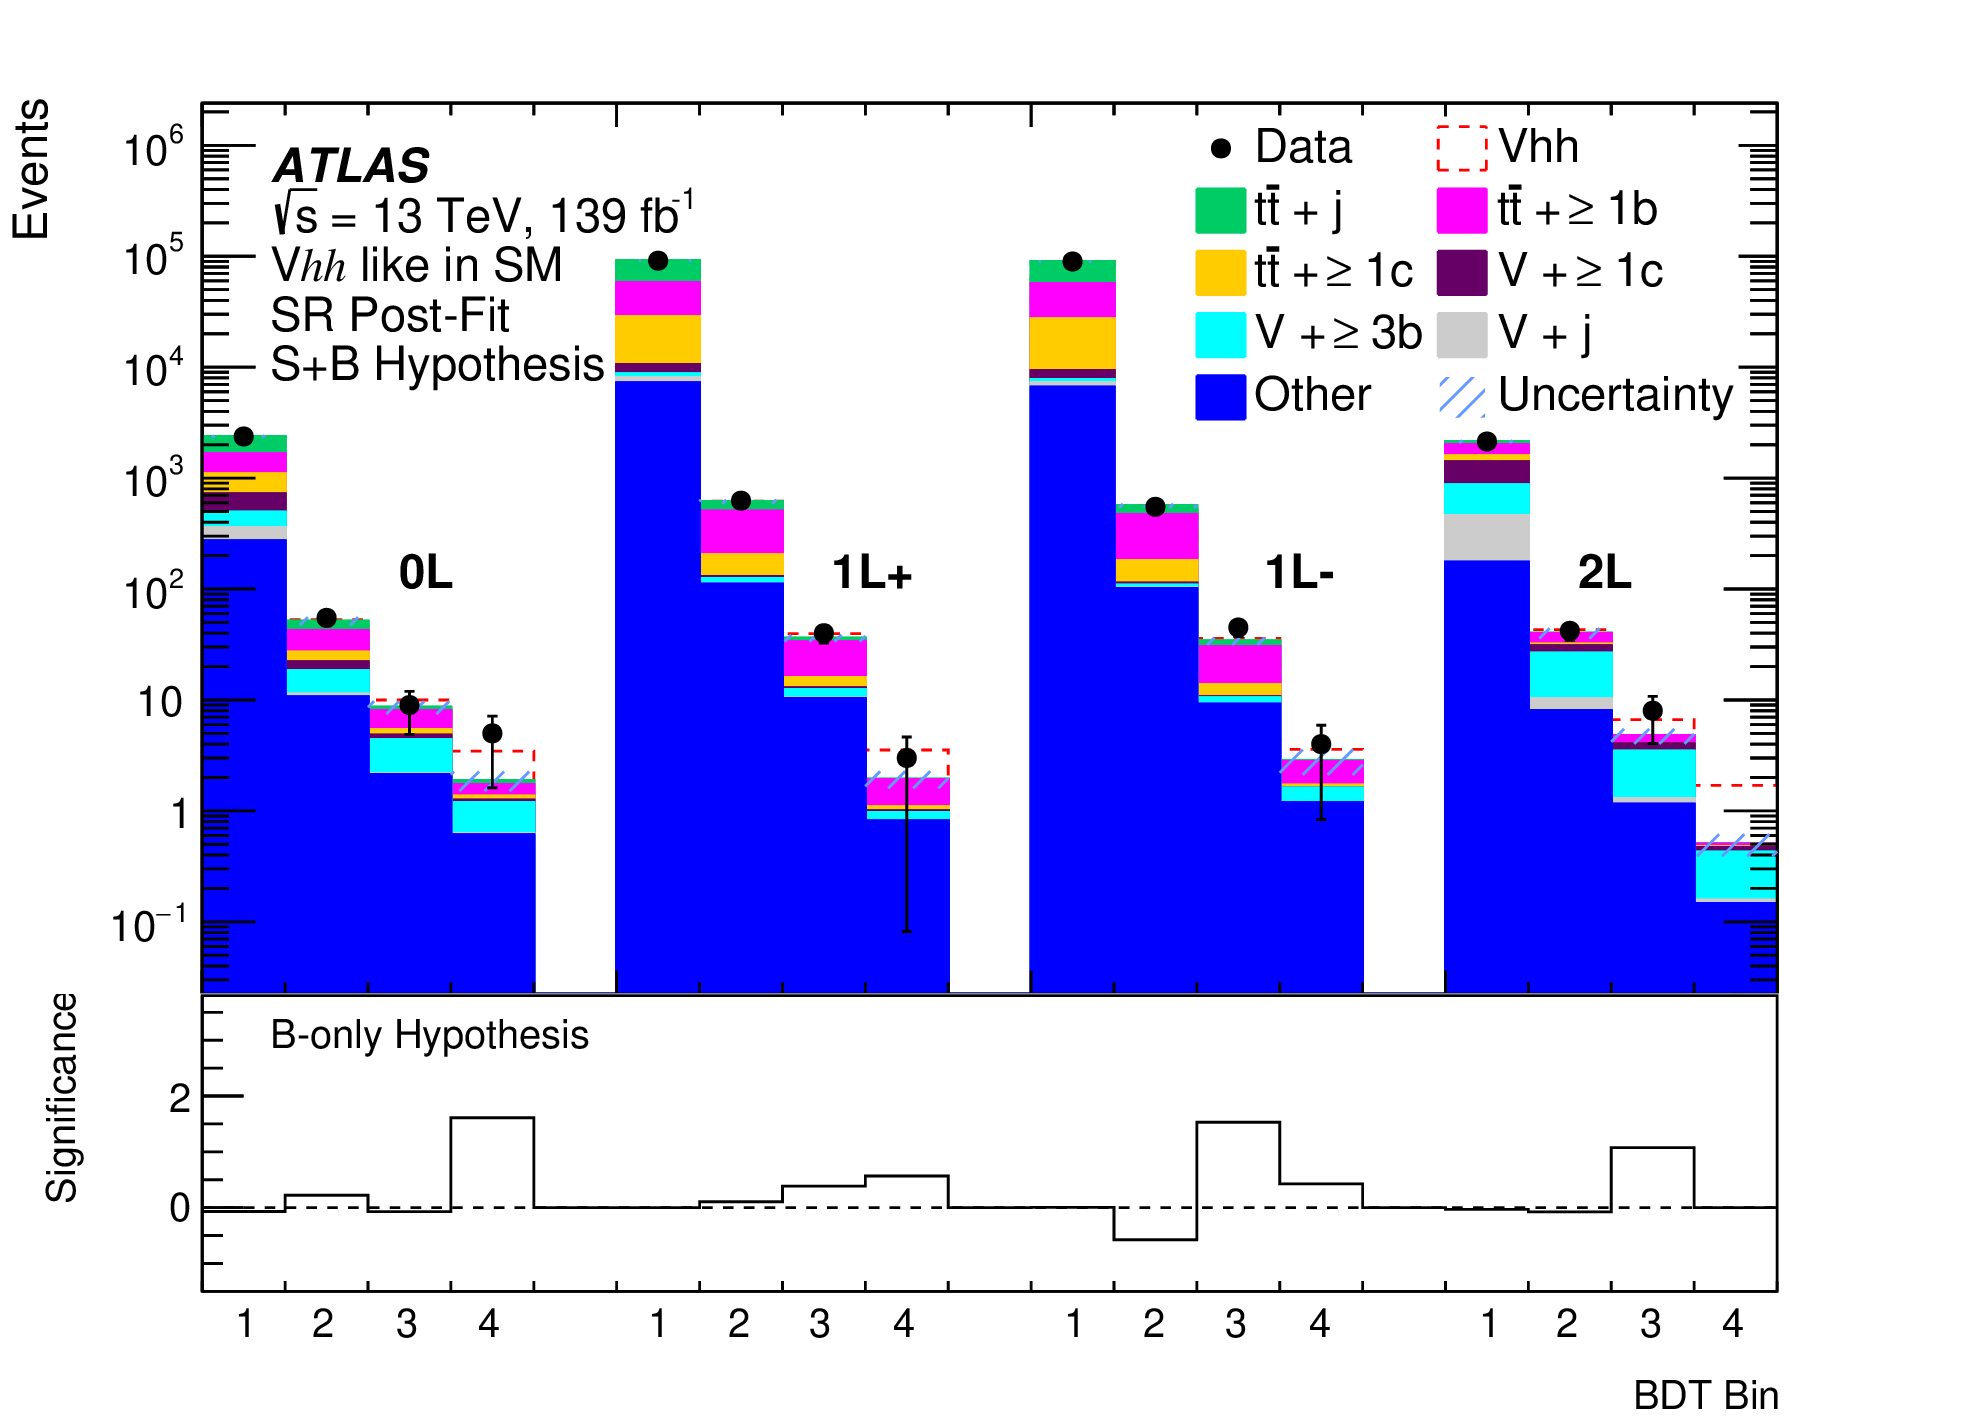 Events
10⁶
10⁵
10⁴
10³
10²
10
1
10⁻¹
ATLAS
√s = 13 TeV, 139 fb⁻¹
Vhh like in SM
SR Post-Fit
S+B Hypothesis
Data
Vhh
tt̄ + j
tt̄ + ≥ 1b
tt̄ + ≥ 1c
V + ≥ 1c
V + ≥ 3b
V + j
Other
Uncertainty
0L
1L+
1L-
2L
Significance
B-only Hypothesis
2
0
1 2 3 4 1 2 3 4 1 2 3 4 1 2 3 4
BDT Bin